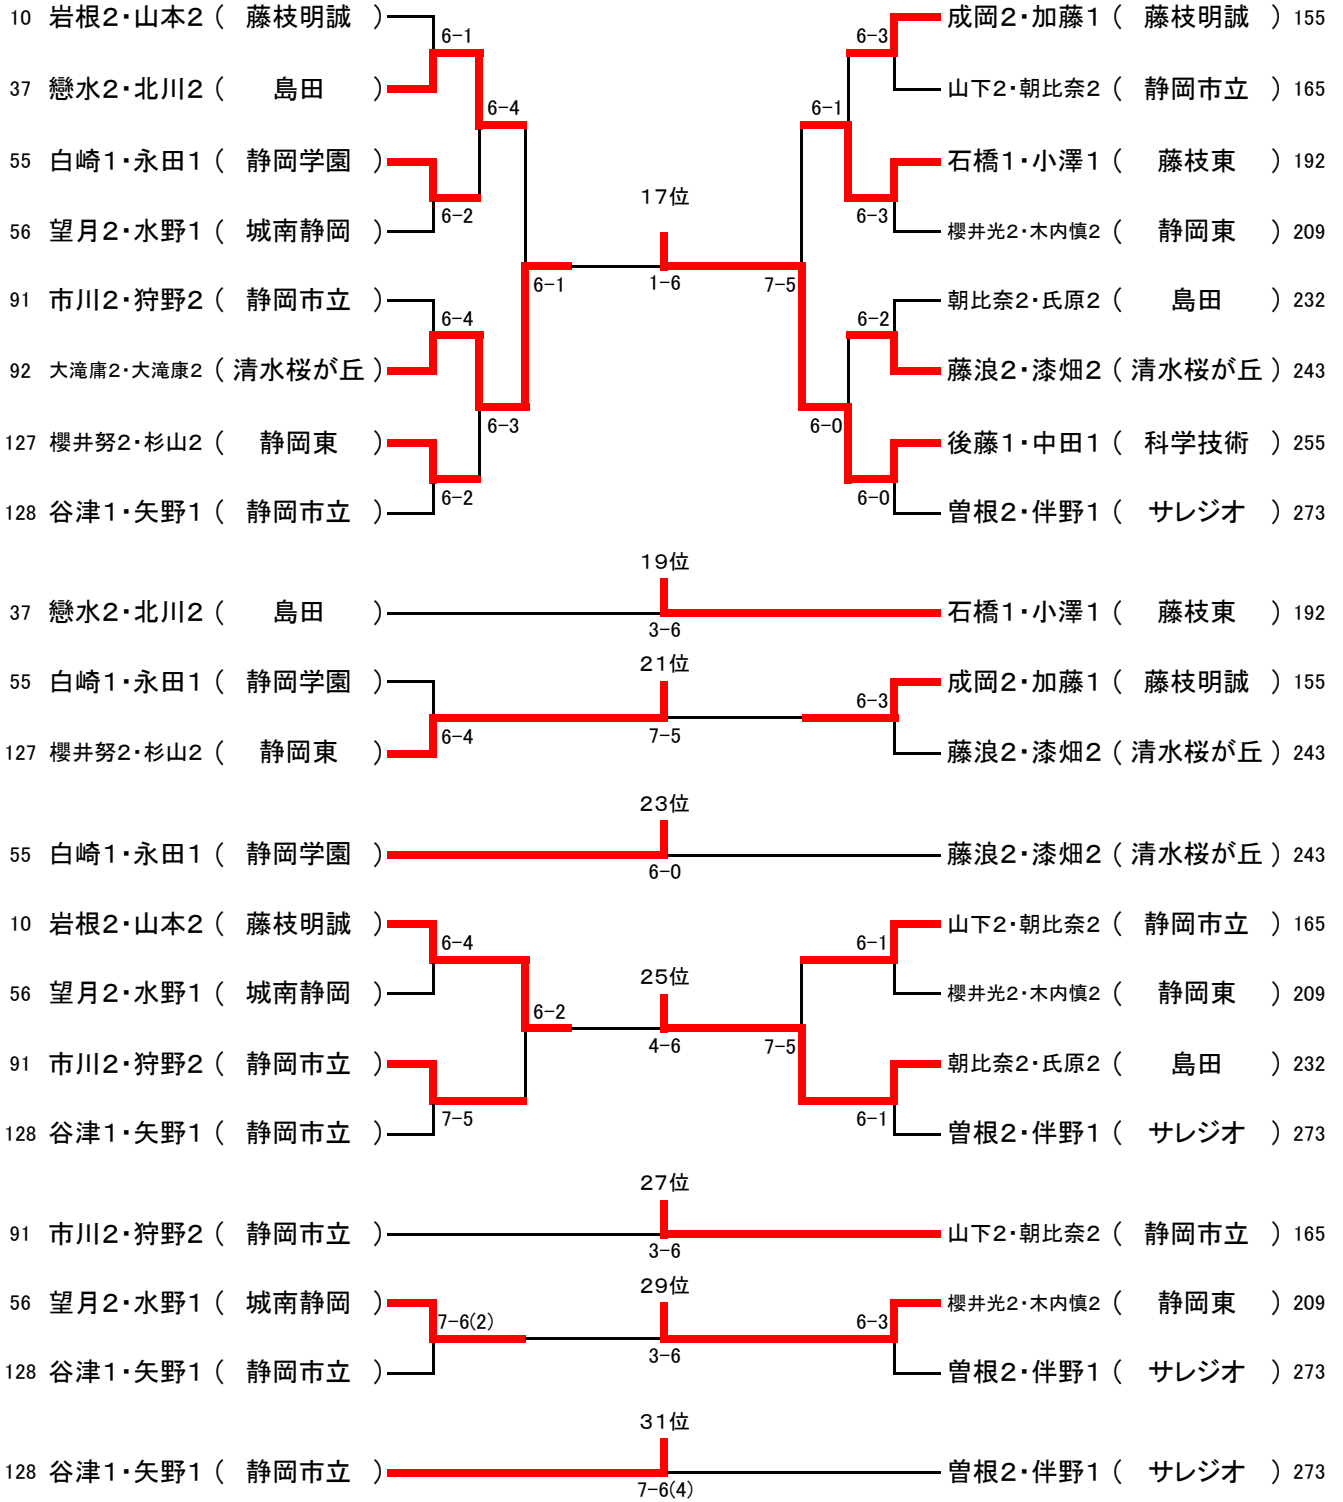 10 岩根2・山本2 ( 藤枝明誠 ) 成岡2・加藤1 ( 藤枝明誠 ) 155
6-1 6-3
37 戀水2・北川2 ( 島田 ) 山下2・朝比奈2 ( 静岡市立 ) 165
6-4 6-1
55 白崎1・永田1 ( 静岡学園 ) 石橋1・小澤1 ( 藤枝東 ) 192
17位
6-2 6-3
56 望月2・水野1 ( 城南静岡 ) 櫻井光2・木内慎2 ( 静岡東 ) 209
6-1 1-6 7-5
91 市川2・狩野2 ( 静岡市立 ) 朝比奈2・氏原2 ( 島田 ) 232
6-4 6-2
92 大滝庸2・大滝康2 ( 清水桜が丘 ) 藤浪2・漆畑2 ( 清水桜が丘 ) 243
6-3 6-0
127 櫻井努2・杉山2 ( 静岡東 ) 後藤1・中田1 ( 科学技術 ) 255
6-2 6-0
128 谷津1・矢野1 ( 静岡市立 ) 曽根2・伴野1 ( サレジオ ) 273
19位
37 戀水2・北川2 ( 島田 ) 石橋1・小澤1 ( 藤枝東 ) 192
3-6
21位
55 白崎1・永田1 ( 静岡学園 ) 成岡2・加藤1 ( 藤枝明誠 ) 155
6-3
6-4 7-5
127 櫻井努2・杉山2 ( 静岡東 ) 藤浪2・漆畑2 ( 清水桜が丘 ) 243
23位
55 白崎1・永田1 ( 静岡学園 ) 藤浪2・漆畑2 ( 清水桜が丘 ) 243
6-0
10 岩根2・山本2 ( 藤枝明誠 ) 山下2・朝比奈2 ( 静岡市立 ) 165
6-4 6-1
25位
56 望月2・水野1 ( 城南静岡 ) 櫻井光2・木内慎2 ( 静岡東 ) 209
6-2 4-6 7-5
91 市川2・狩野2 ( 静岡市立 ) 朝比奈2・氏原2 ( 島田 ) 232
7-5 6-1
128 谷津1・矢野1 ( 静岡市立 ) 曽根2・伴野1 ( サレジオ ) 273
27位
91 市川2・狩野2 ( 静岡市立 ) 山下2・朝比奈2 ( 静岡市立 ) 165
3-6
29位
56 望月2・水野1 ( 城南静岡 ) 櫻井光2・木内慎2 ( 静岡東 ) 209
7-6(2) 6-3
3-6
128 谷津1・矢野1 ( 静岡市立 ) 曽根2・伴野1 ( サレジオ ) 273
31位
128 谷津1・矢野1 ( 静岡市立 ) 曽根2・伴野1 ( サレジオ ) 273
7-6(4)